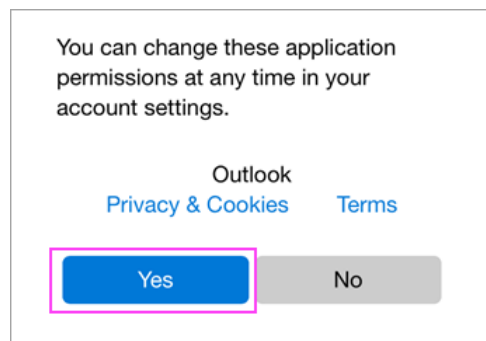 You can change these application
permissions at any time in your
account settings.
Outlook
Privacy & Cookies Terms
Yes No